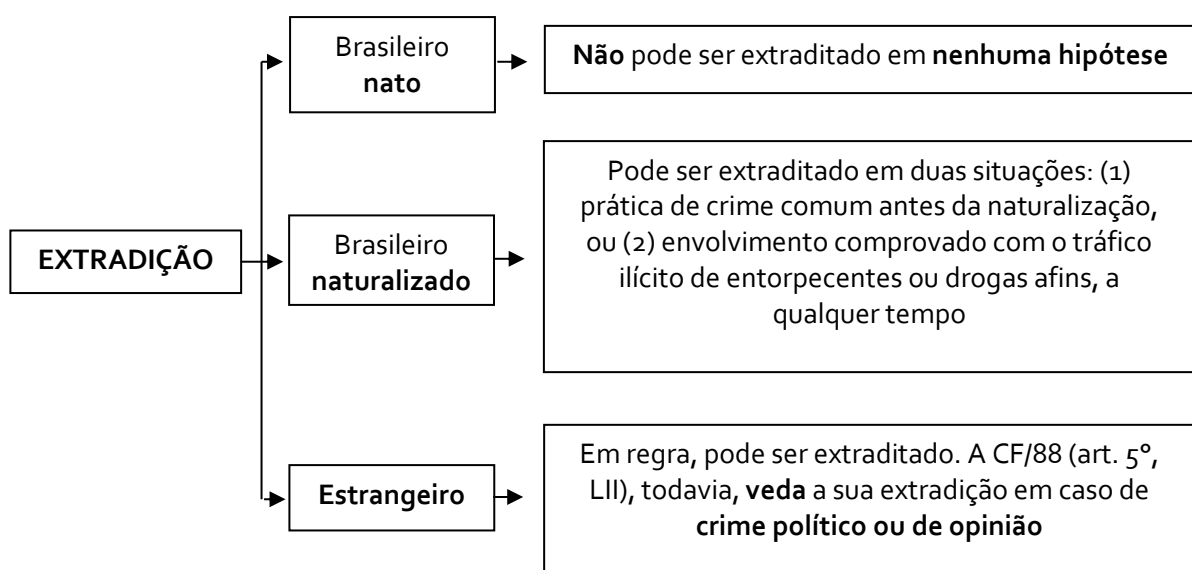 Brasileiro
nato
Não pode ser extraditado em nenhuma hipótese
EXTRADIÇÃO
Brasileiro
naturalizado
Pode ser extraditado em duas situações: (1)
prática de crime comum antes da naturalização,
ou (2) envolvimento comprovado com o tráfico
ilícito de entorpecentes ou drogas afins, a
qualquer tempo
Estrangeiro
Em regra, pode ser extraditado. A CF/88 (art. 5º,
LII), todavia, veda a sua extradição em caso de
crime político ou de opinião